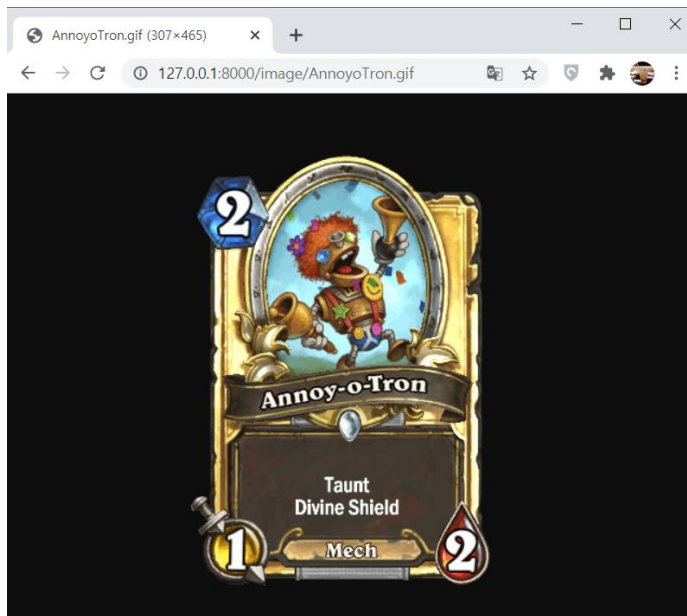 AnnoyoTron.gif (307×465)
127.0.0.1:8000/image/AnnoyoTron.gif
2
Annoy-o-Tron
Taunt
Divine Shield
1
Mech
2